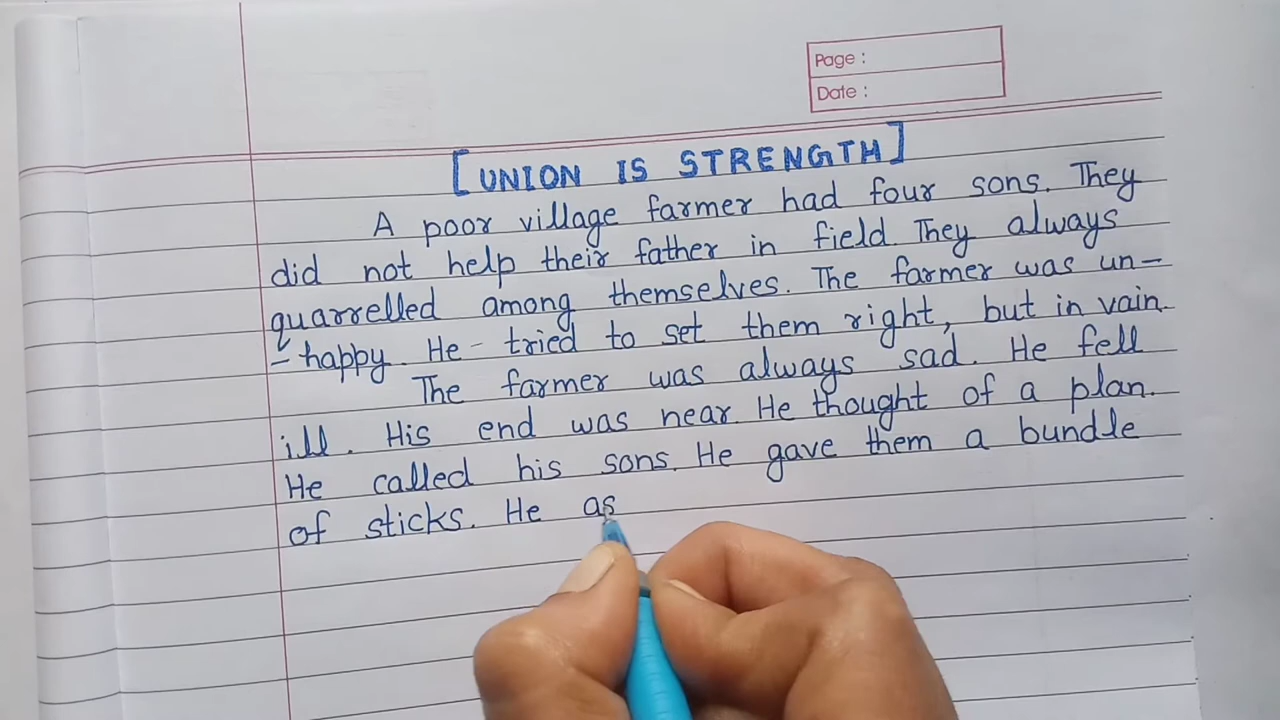 Page :
Date :
[UNION IS STRENGTH]
A poor village farmer had four sons. They
did not help their father in field. They always
quarrelled among themselves. The farmer was un-
-happy. He tried to set them right, but in vain.
The farmer was always sad. He fell
ill. His end was near. He thought of a plan.
He called his sons. He gave them a bundle
of sticks. He as